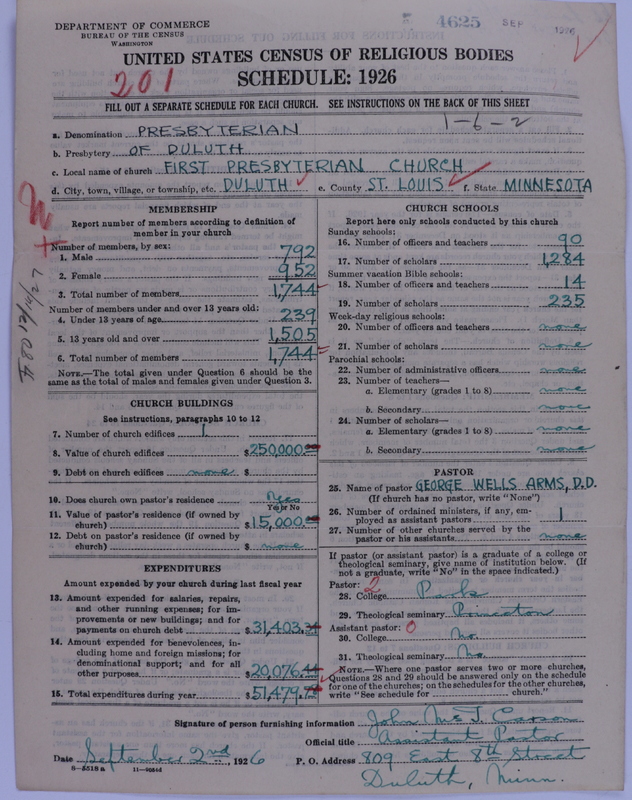 DEPARTMENT OF COMMERCE
BUREAU OF THE CENSUS
WASHINGTON
4625 SEP 1926
UNITED STATES CENSUS OF RELIGIOUS BODIES
SCHEDULE: 1926
201
FILL OUT A SEPARATE SCHEDULE FOR EACH CHURCH. SEE INSTRUCTIONS ON THE BACK OF THIS SHEET
1-6-2
a. Denomination PRESBYTERIAN
b. Presbytery OF DULUTH
c. Local name of church FIRST PRESBYTERIAN CHURCH
d. City, town, village, or township, etc. DULUTH e. County ST. LOUIS f. State MINNESOTA
MEMBERSHIP
Report number of members according to definition of
member in your church
Number of members, by sex:
1. Male 792
2. Female 952
3. Total number of members 1,744
Number of members under and over 13 years old:
4. Under 13 years of age 239
5. 13 years old and over 1,505
6. Total number of members 1,744
NOTE.—The total given under Question 6 should be the
same as the total of males and females given under Question 3.
CHURCH BUILDINGS
See instructions, paragraphs 10 to 12
7. Number of church edifices 1
8. Value of church edifices $250,000.00
9. Debt on church edifices none $
10. Does church own pastor's residence Yes
Yes or No
11. Value of pastor's residence (if owned by
church) $15,000.00
12. Debt on pastor's residence (if owned by
church) $ none
EXPENDITURES
Amount expended by your church during last fiscal year
13. Amount expended for salaries, repairs,
and other running expenses; for im-
provements or new buildings; and for
payments on church debt $31,403.
14. Amount expended for benevolences, in-
cluding home and foreign missions; for
denominational support; and for all
other purposes $20,076.44
15. Total expenditures during year $51,479.
CHURCH SCHOOLS
Report here only schools conducted by this church
Sunday schools:
16. Number of officers and teachers 90
17. Number of scholars 1,284
Summer vacation Bible schools:
18. Number of officers and teachers 14
19. Number of scholars 235
Week-day religious schools:
20. Number of officers and teachers none
21. Number of scholars none
Parochial schools:
22. Number of administrative officers none
23. Number of teachers—
a. Elementary (grades 1 to 8) none
b. Secondary none
24. Number of scholars—
a. Elementary (grades 1 to 8) none
b. Secondary none
PASTOR
25. Name of pastor GEORGE WELLS ARMS, D.D.
(If church has no pastor, write "None")
26. Number of ordained ministers, if any, em-
ployed as assistant pastors 1
27. Number of other churches served by the
pastor or his assistants none
If pastor (or assistant pastor) is a graduate of a college or
theological seminary, give name of institution below. (If
not a graduate, write "No" in the space indicated.)
Pastor: 2
28. College Park
29. Theological seminary Princeton
Assistant pastor: 0
30. College No.
31. Theological seminary No.
NOTE.—Where one pastor serves two or more churches,
Questions 28 and 29 should be answered only on the schedule
for one of the churches; on the schedules for the other churches,
write "See schedule for church."
Signature of person furnishing information John McT. Carson
Official title Assistant Pastor
Date September 2nd, 1926 P. O. Address 809 East 8th Street
8-5518a Duluth, Minn.